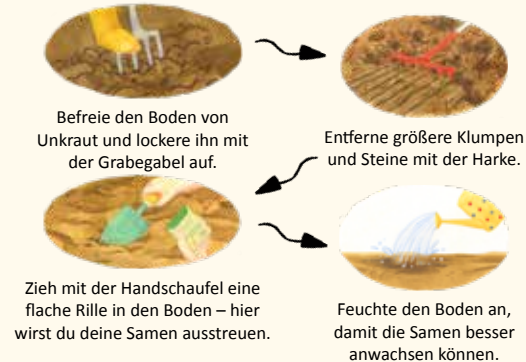 Befreie den Boden von
Unkraut und lockere ihn mit
der Grabegabel auf.
Entferne größere Klumpen
und Steine mit der Harke.
Zieh mit der Handschaufel eine
flache Rille in den Boden – hier
wirst du deine Samen ausstreuen.
Feuchte den Boden an,
damit die Samen besser
anwachsen können.